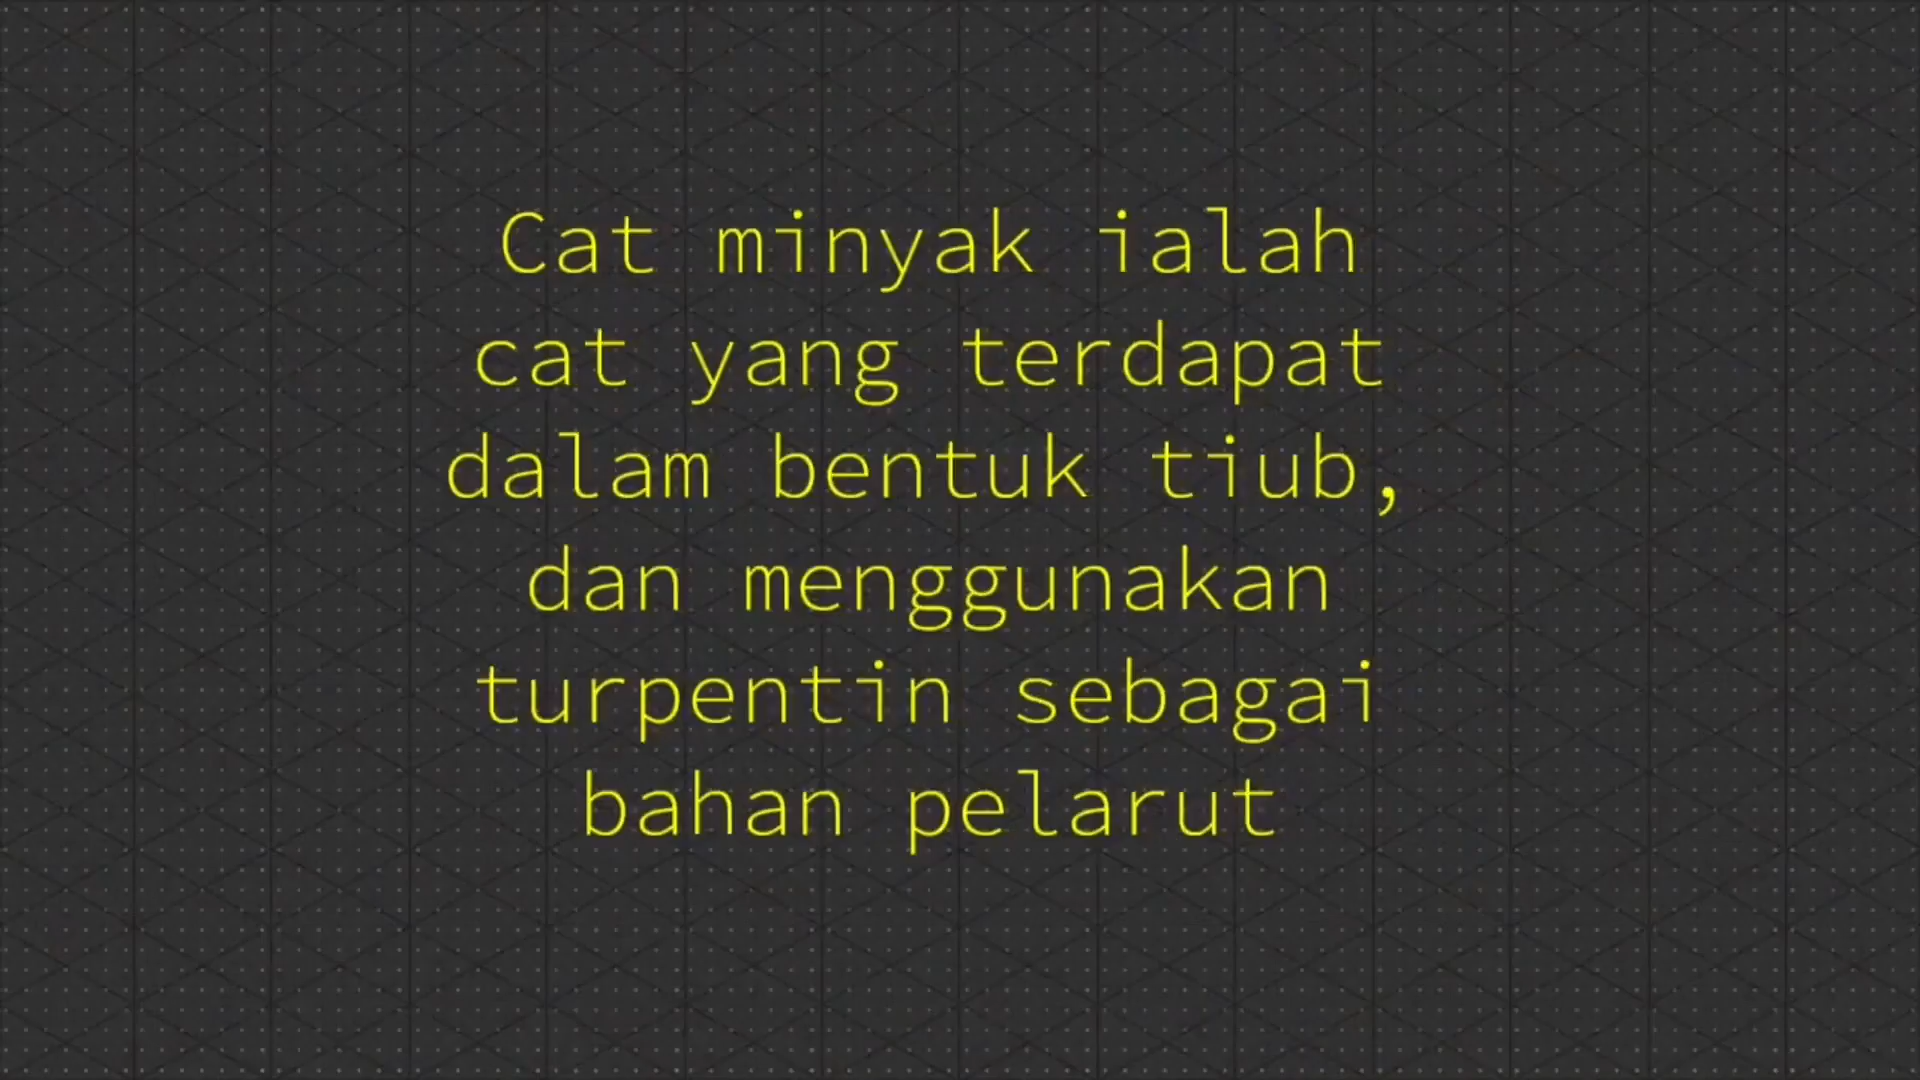 Cat minyak ialah
cat yang terdapat
dalam bentuk tiub,
dan menggunakan
turpentin sebagai
bahan pelarut